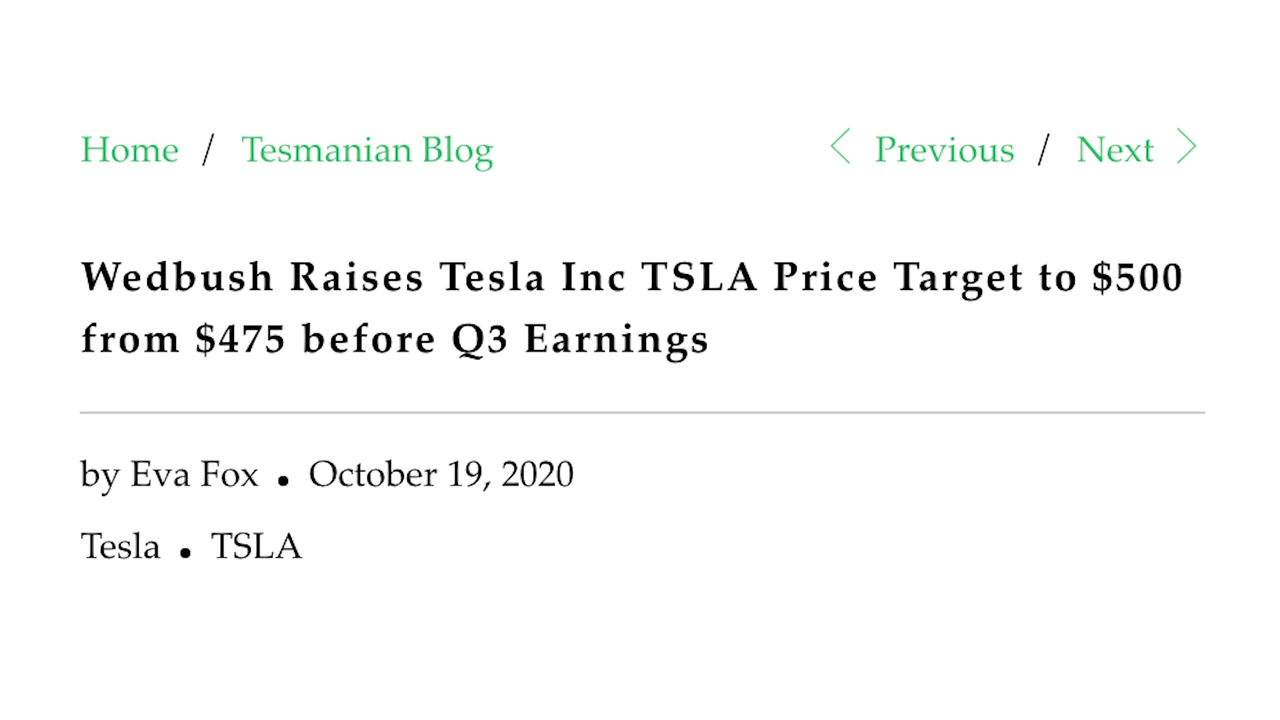 Home / Tesmanian Blog
< Previous / Next >
Wedbush Raises Tesla Inc TSLA Price Target to $500
from $475 before Q3 Earnings
by Eva Fox • October 19, 2020
Tesla • TSLA